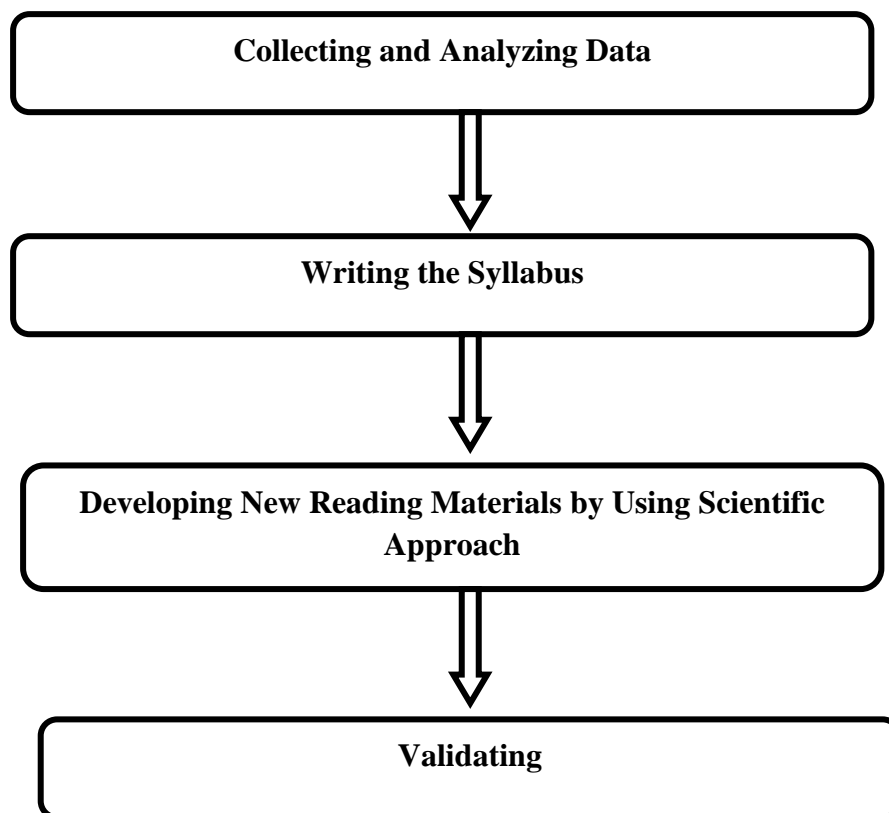 Collecting and Analyzing Data
Writing the Syllabus
Developing New Reading Materials by Using Scientific
Approach
Validating